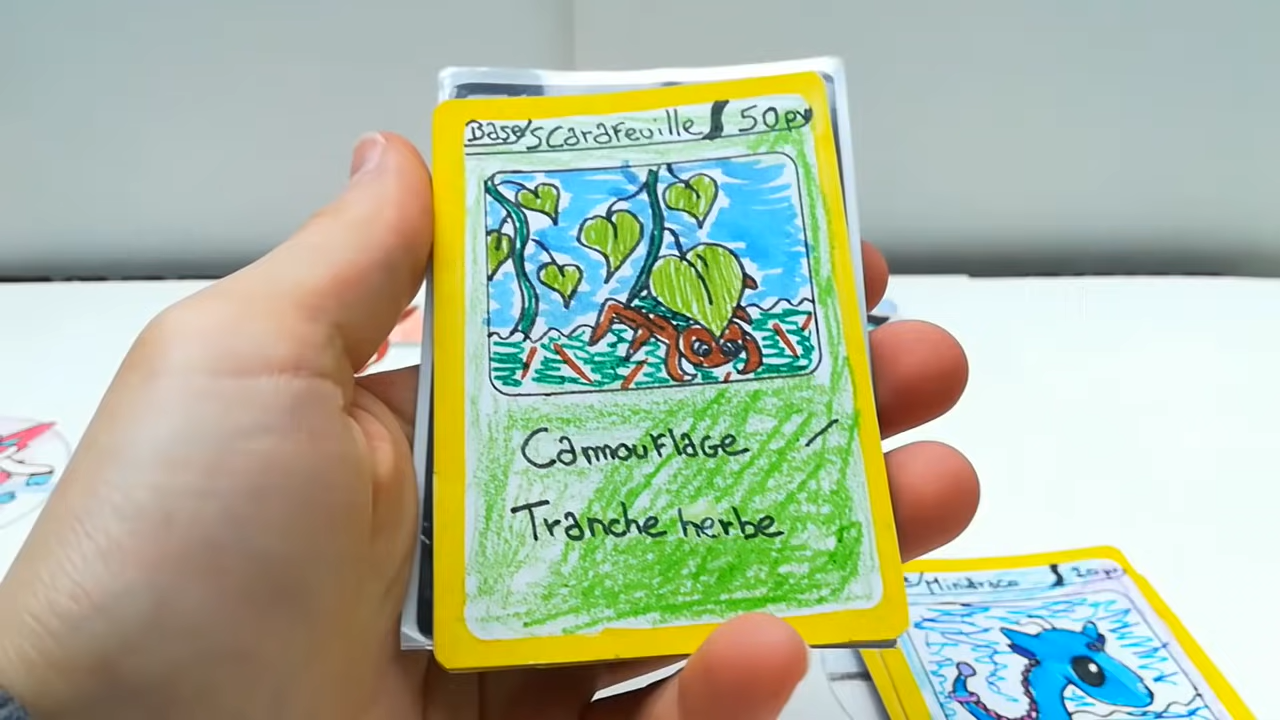 Base/Scarafeuille 50pv
Camouflage
Tranche herbe
/Minidraco